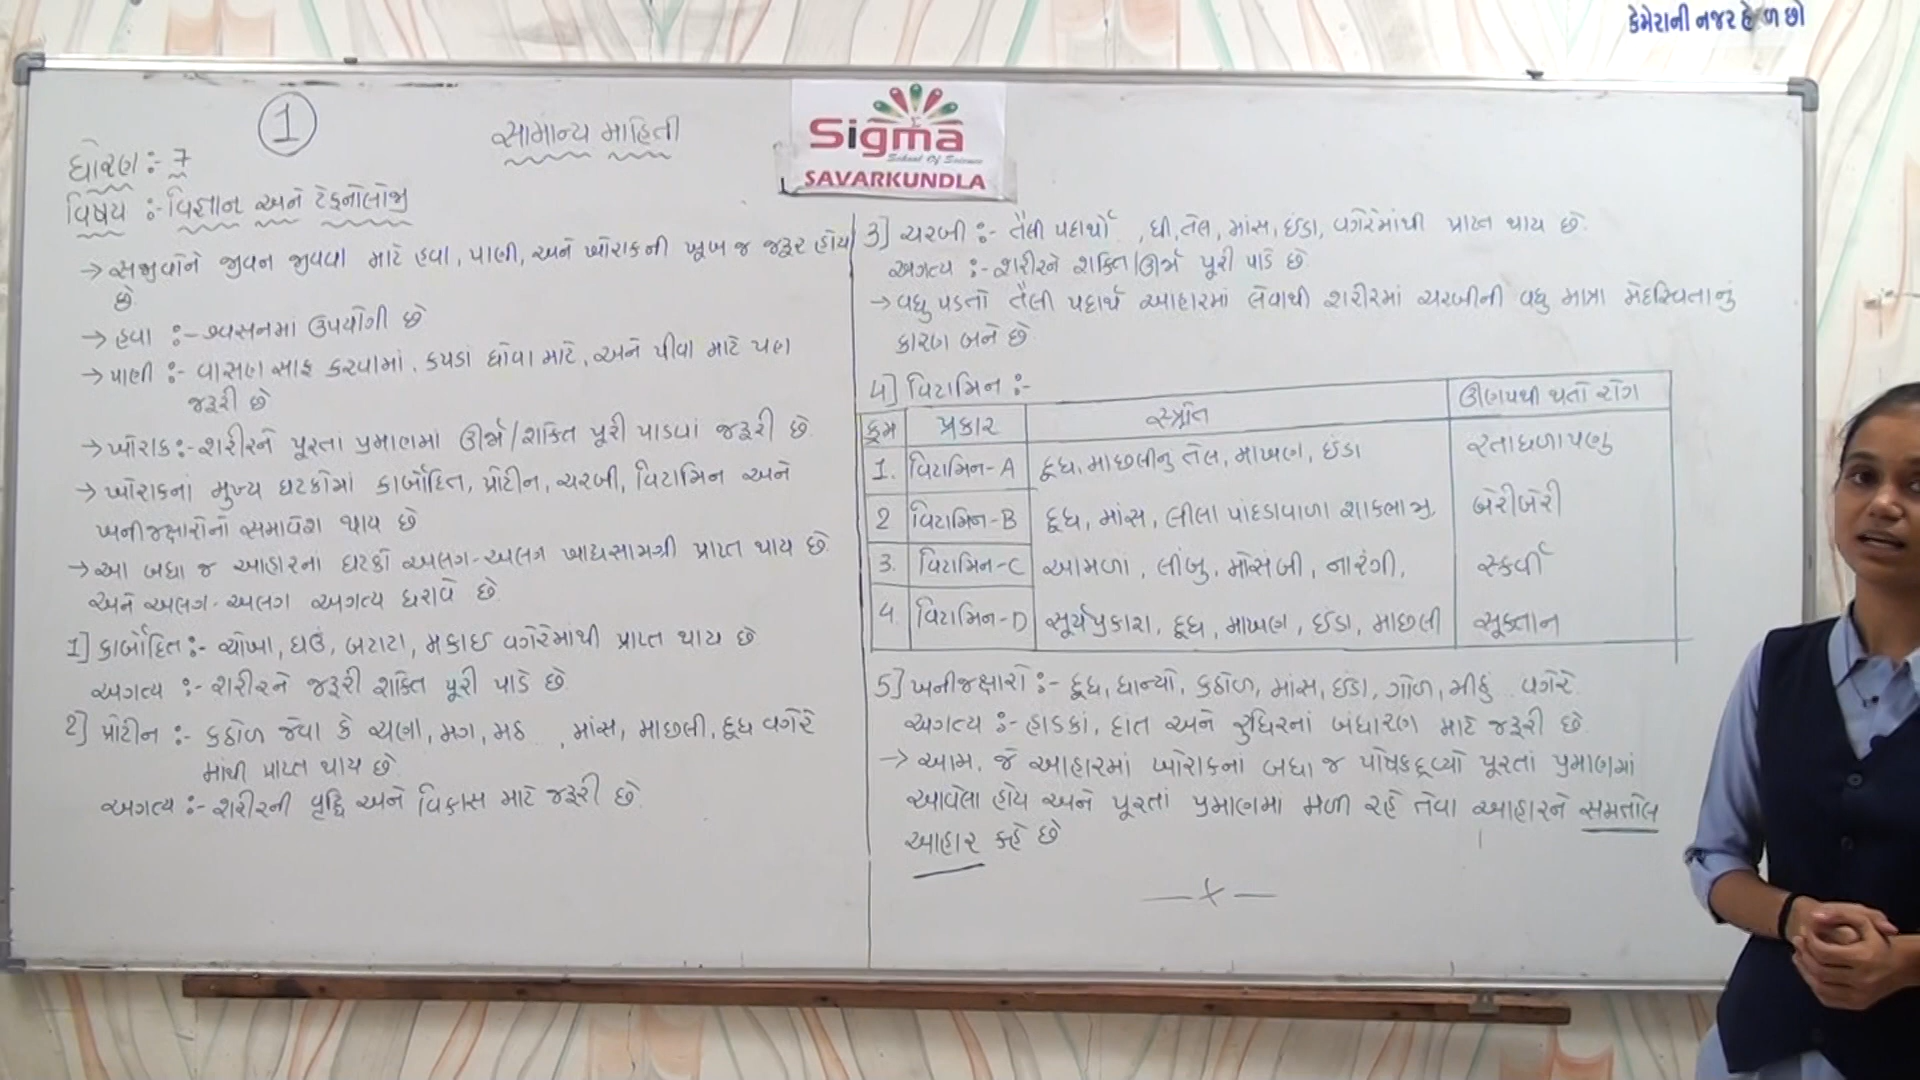 કેમેરાની નજર હે ળ છો
1
સામાન્ય માહિતી
Sigma
School Of Science
SAVARKUNDLA
ધોરણ :- 7
વિષય :- વિજ્ઞાન અને ટેકનોલોજી
→ સજીવોને જીવન જીવવા માટે હવા, પાણી, અને ખોરાકની ખૂબ જ જરૂર હોય
છે.
→ હવા :- શ્વસનમાં ઉપયોગી છે
→ પાણી :- વાસણ સાફ કરવામાં, કપડાં ધોવા માટે, અને પીવા માટે પણ
જરૂરી છે
→ ખોરાક :- શરીરને પૂરતા પ્રમાણમાં ઊર્જા/શક્તિ પૂરી પાડવાં જરૂરી છે.
→ ખોરાકનાં મુખ્ય ઘટકોમાં કાર્બોદિત, પ્રોટીન, ચરબી, વિટામિન અને
ખનીજક્ષારોનો સમાવેશ થાય છે
→ આ બધા જ આહારનાં ઘટકો અલગ-અલગ ખાદ્યસામગ્રી પ્રાપ્ત થાય છે.
અને અલગ-અલગ અગત્ય ધરાવે છે.
1] કાર્બોદિત :- ચોખા, ઘઉં, બટાટા, મકાઈ વગેરેમાંથી પ્રાપ્ત થાય છે
અગત્ય :- શરીરને જરૂરી શક્તિ પૂરી પાડે છે.
2] પ્રોટીન :- કઠોળ જેવા કે ચણા, મગ, મઠ , માંસ, માછલી, દૂધ વગેરે
માંથી પ્રાપ્ત થાય છે.
અગત્ય :- શરીરની વૃદ્ધિ અને વિકાસ માટે જરૂરી છે.
3] ચરબી :- તૈલી પદાર્થો , ઘી, તેલ, માંસ, ઈંડા, વગેરેમાંથી પ્રાપ્ત થાય છે.
અગત્ય :- શરીરને શક્તિ/ઊર્જા પૂરી પાડે છે
→ વધુ પડતો તૈલી પદાર્થ આહારમાં લેવાથી શરીરમાં ચરબીની વધુ માત્રા મેદસ્વિતાનું
કારણ બને છે
4] વિટામિન :-
ક્રમ પ્રકાર સ્ત્રોત ઊણપથી થતો રોગ
1. વિટામિન-A દૂધ, માછલીનુ તેલ, માખણ, ઈંડા રતાંધળાપણુ
2 વિટામિન-B દૂધ, માંસ, લીલા પાંદડાવાળા શાકભાજી. બેરીબેરી
3. વિટામિન-C આમળાં, લીંબુ, મોસંબી, નારંગી, સ્કર્વી
4. વિટામિન-D સૂર્યપ્રકાશ, દૂધ, માખણ, ઈંડા, માછલી સૂકતાન
5] ખનીજક્ષારો :- દૂધ, ધાન્યો, કઠોળ, માંસ, ઈંડા, ગોળ, મીઠું વગેરે.
અગત્ય :- હાડકાં, દાંત અને રુધિરનાં બંધારણ માટે જરૂરી છે.
→ આમ, જે આહારમાં ખોરાકનાં બધા જ પોષકદ્રવ્યો પૂરતાં પ્રમાણમાં
આવેલા હોય અને પૂરતાં પ્રમાણમા મળી રહે તેવા આહારને સમતોલ
આહાર કહે છે
—x—